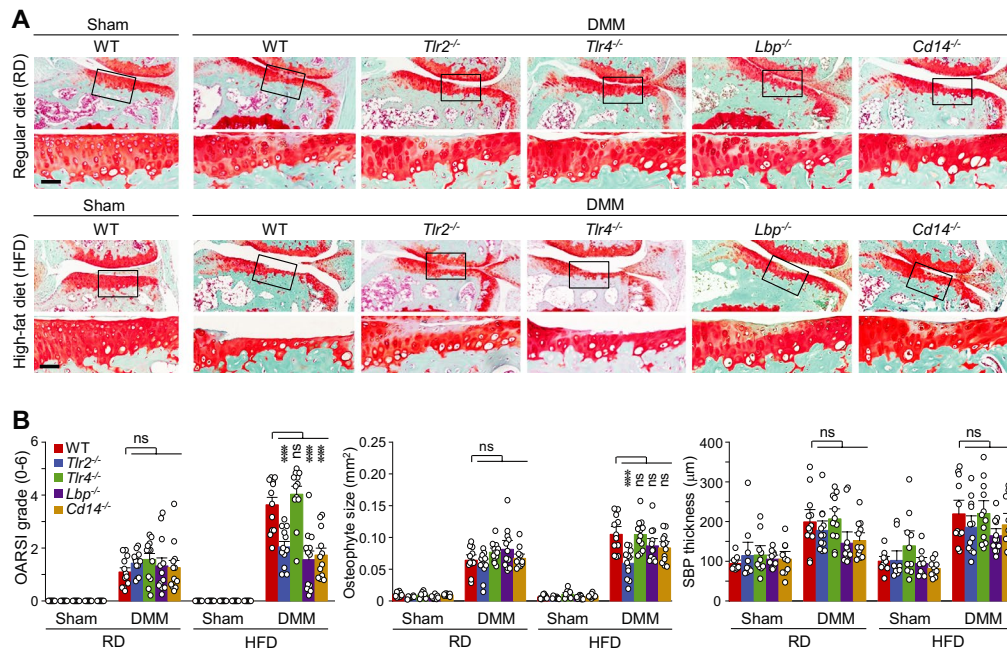 A
Sham
DMM
WT
WT
Tlr2-/-
Tlr4-/-
Lbp-/-
Cd14-/-
Regular diet (RD)
Sham
DMM
WT
WT
Tlr2-/-
Tlr4-/-
Lbp-/-
Cd14-/-
High-fat diet (HFD)
B
OARSI grade (0-6)
6
4
2
0
WT
Tlr2-/-
Tlr4-/-
Lbp-/-
Cd14-/-
ns
*** ns *** ***
Sham DMM Sham DMM
RD HFD
Osteophyte size (mm2)
0.25
0.20
0.15
0.10
0.05
0
ns
*** ns ns ns
Sham DMM Sham DMM
RD HFD
SBP thickness (μm)
400
300
200
100
0
ns
ns
Sham DMM Sham DMM
RD HFD